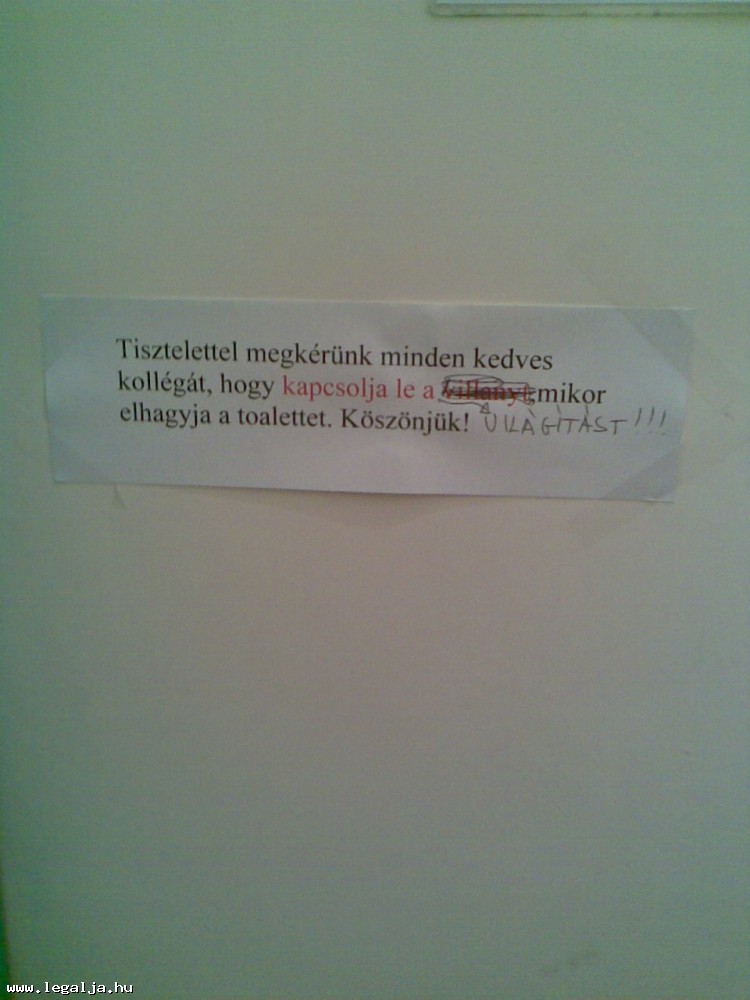 Tisztelettel megkérünk minden kedves
kollégát, hogy kapcsolja le a villanyt mikor
elhagyja a toalettet. Köszönjük! VILÁGÍTÁST!!!
www.legalja.hu